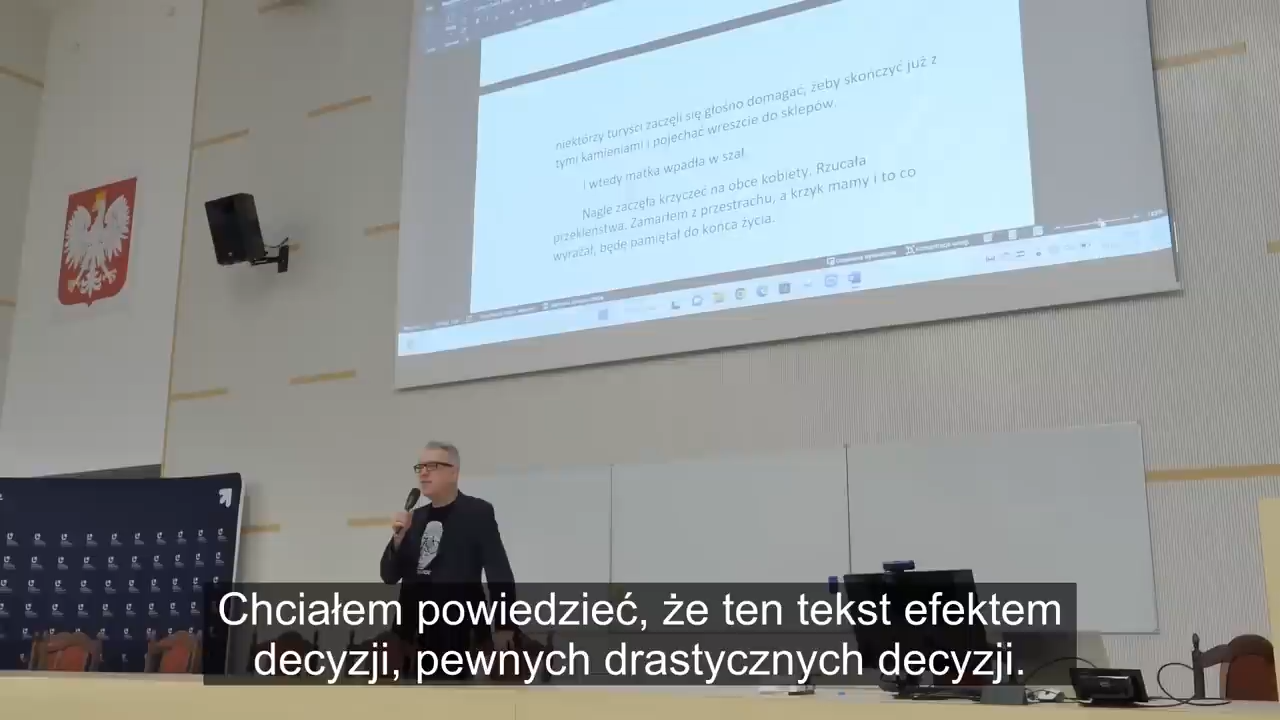 niektórzy turyści zaczęli się głośno domagać, żeby skończyć już z
tymi kamieniami i pojechać wreszcie do sklepów.
I wtedy matka wpadła w szał.
Nagle zaczęła krzyczeć na obce kobiety. Rzucała
przekleństwa. Zamarłem z przestrachu, a krzyk mamy i to co
wyrażał, będę pamiętał do końca życia.
Chciałem powiedzieć, że ten tekst efektem
decyzji, pewnych drastycznych decyzji.